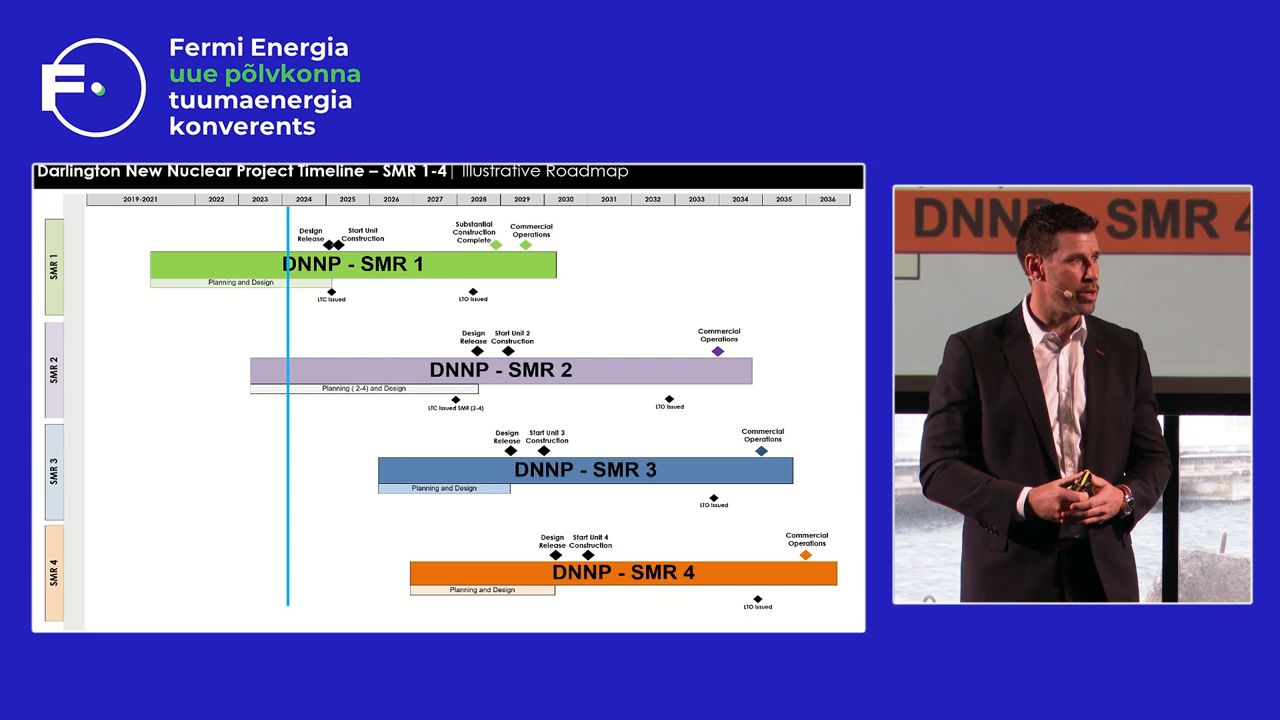 Fermi Energia
uue põlvkonna
tuumaenergia
konverents
Darlington New Nuclear Project Timeline – SMR 1-4| Illustrative Roadmap
2019-2021 2022 2023 2024 2025 2026 2027 2028 2029 2030 2031 2032 2033 2034 2035 2036
SMR 1
Design
Release
Start Unit
Construction
Substantial
Construction
Complete
Commercial
Operations
DNNP - SMR 1
Planning and Design
LTC Issued
LTO Issued
SMR 2
Design
Release
Start Unit 2
Construction
Commercial
Operations
DNNP - SMR 2
Planning ( 2-4) and Design
LTC Issued SMR (2-4)
LTO Issued
SMR 3
Design
Release
Start Unit 3
Construction
Commercial
Operations
DNNP - SMR 3
Planning and Design
LTO Issued
SMR 4
Design
Release
Start Unit 4
Construction
Commercial
Operations
DNNP - SMR 4
Planning and Design
LTO Issued
DNNP - SMR 4